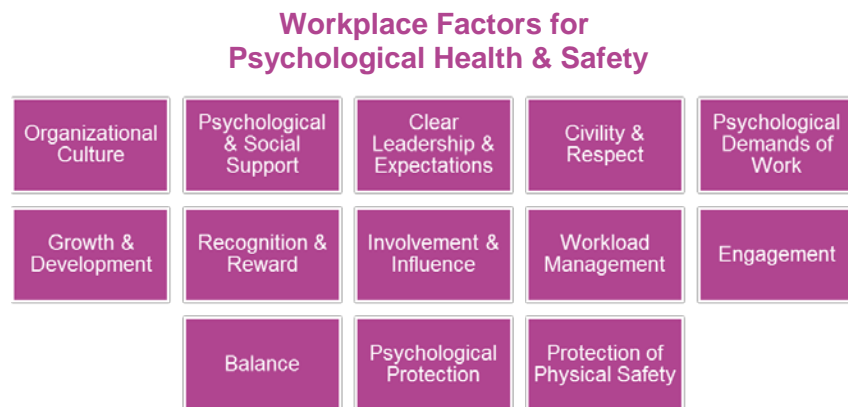 Workplace Factors for
Psychological Health & Safety
Organizational
Culture
Psychological
& Social
Support
Clear
Leadership &
Expectations
Civility &
Respect
Psychological
Demands of
Work
Growth &
Development
Recognition &
Reward
Involvement &
Influence
Workload
Management
Engagement
Balance
Psychological
Protection
Protection of
Physical Safety